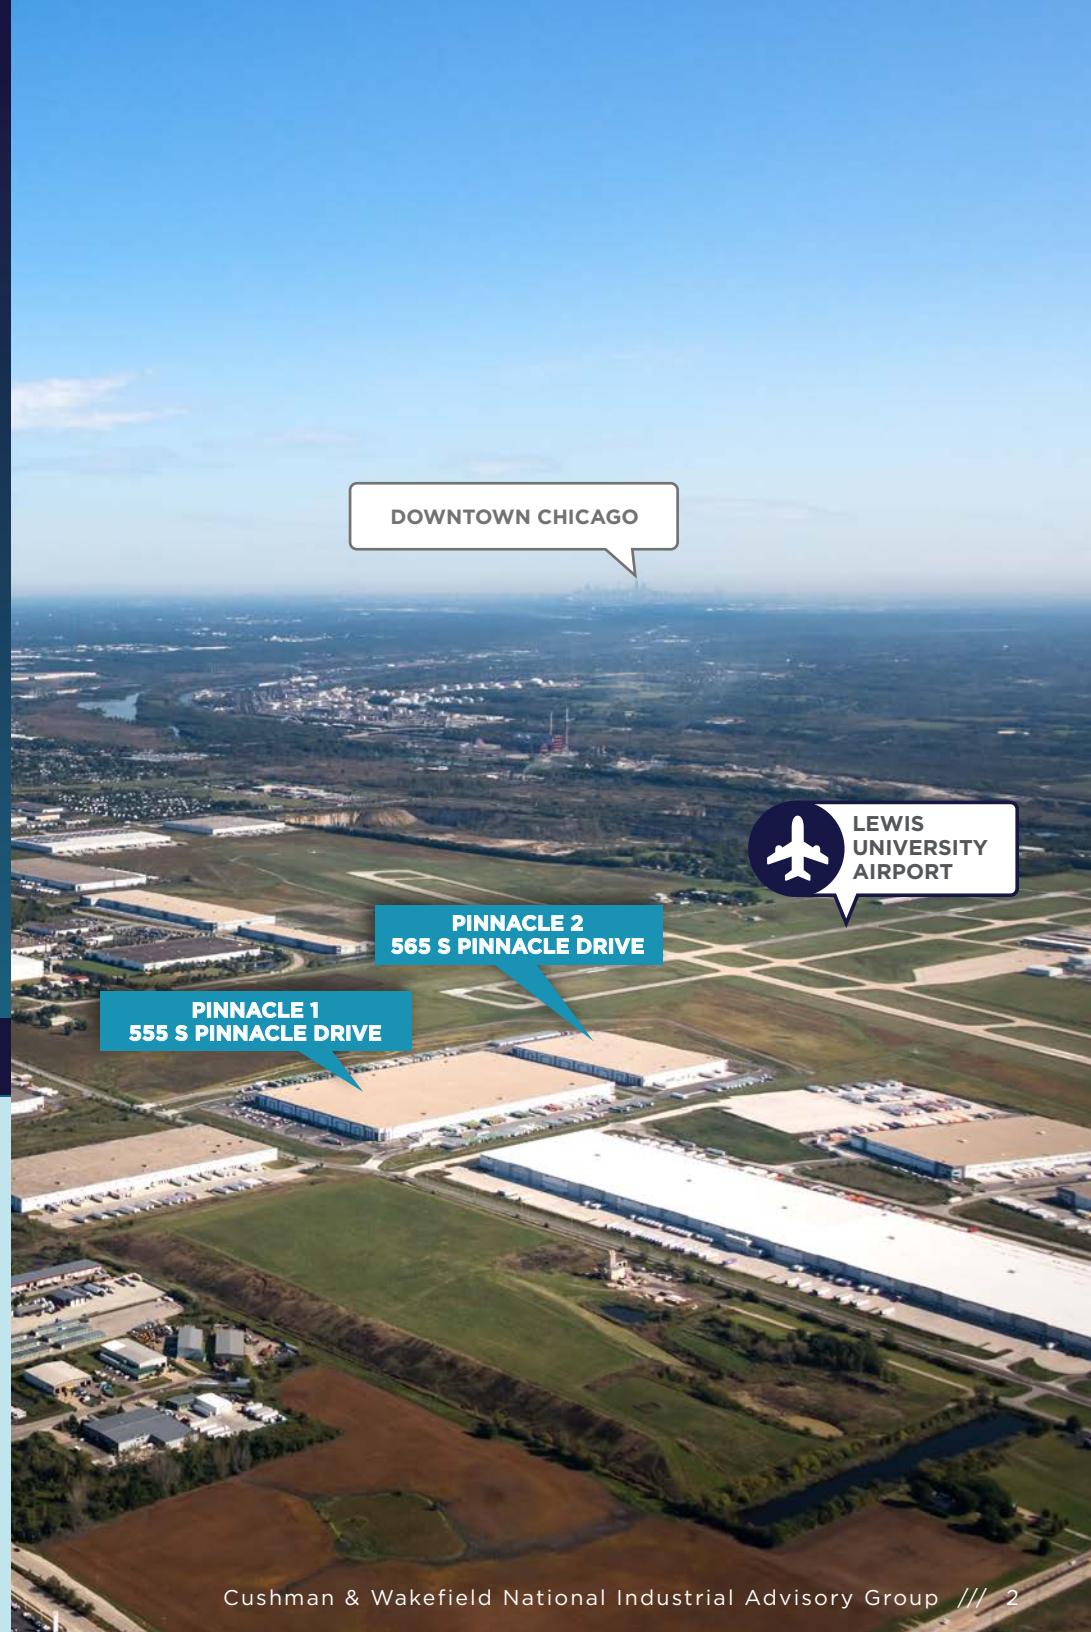 DOWNTOWN CHICAGO
LEWIS
UNIVERSITY
AIRPORT
PINNACLE 2
565 S PINNACLE DRIVE
PINNACLE 1
555 S PINNACLE DRIVE
Cushman & Wakefield National Industrial Advisory Group /// 2